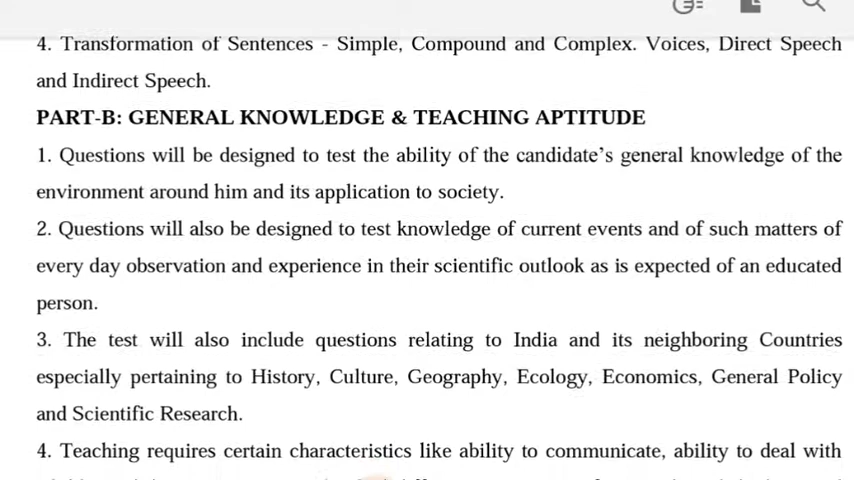 4. Transformation of Sentences - Simple, Compound and Complex. Voices, Direct Speech
and Indirect Speech.
PART-B: GENERAL KNOWLEDGE & TEACHING APTITUDE
1. Questions will be designed to test the ability of the candidate’s general knowledge of the
environment around him and its application to society.
2. Questions will also be designed to test knowledge of current events and of such matters of
every day observation and experience in their scientific outlook as is expected of an educated
person.
3. The test will also include questions relating to India and its neighboring Countries
especially pertaining to History, Culture, Geography, Ecology, Economics, General Policy
and Scientific Research.
4. Teaching requires certain characteristics like ability to communicate, ability to deal with